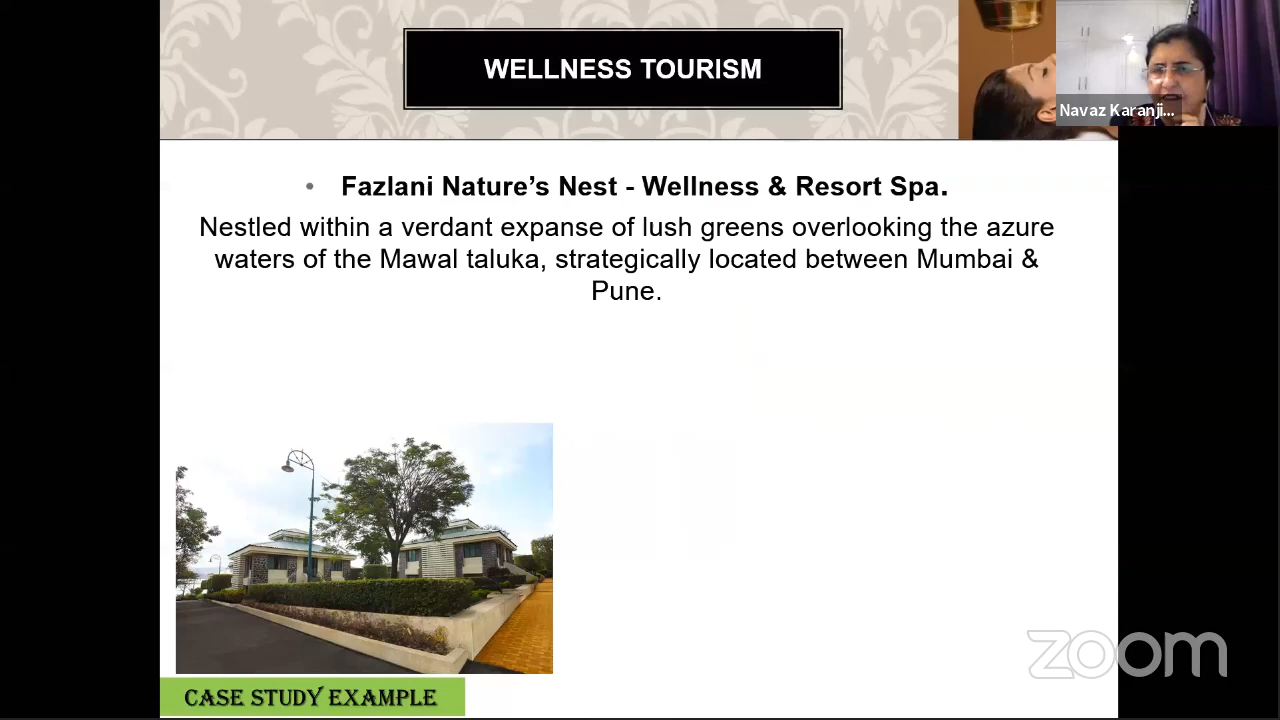 WELLNESS TOURISM
Navaz Karanji...
• Fazlani Nature’s Nest - Wellness & Resort Spa.
Nestled within a verdant expanse of lush greens overlooking the azure
waters of the Mawal taluka, strategically located between Mumbai &
Pune.
zoom
CASE STUDY EXAMPLE